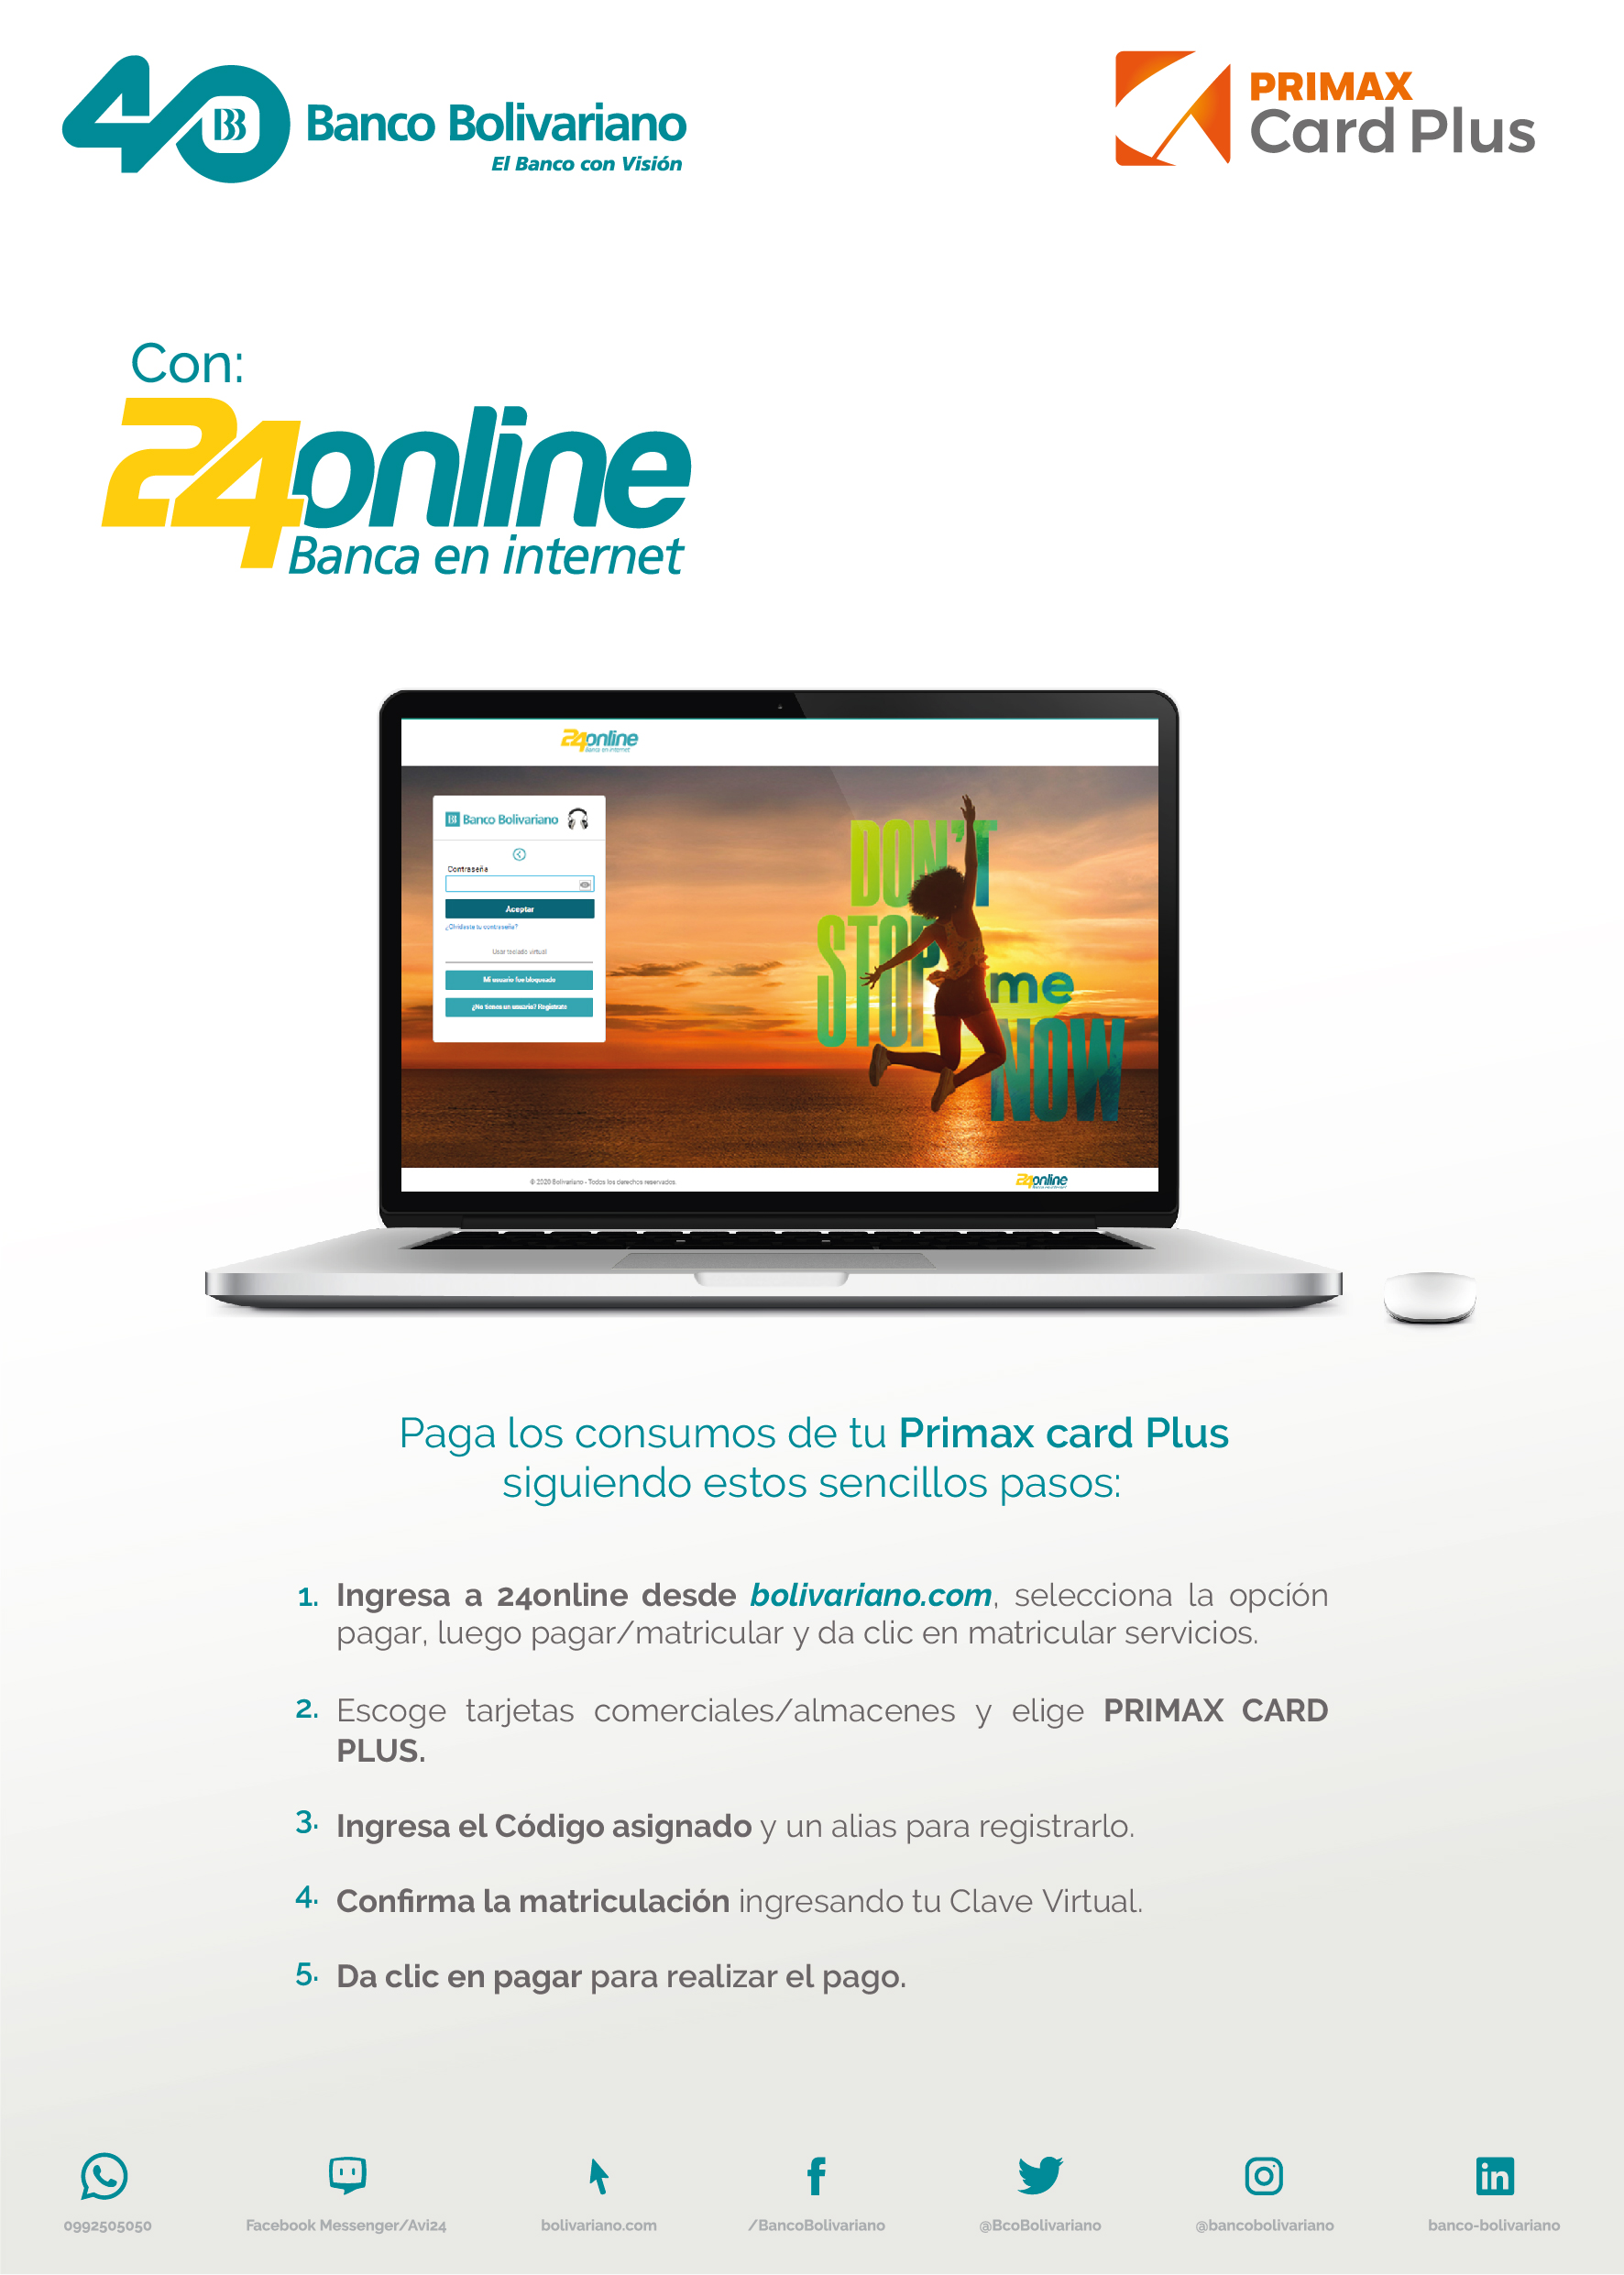 40 BB Banco Bolivariano
El Banco con Visión
PRIMAX
Card Plus
Con:
24online
Banca en internet
24online
Banca en internet
BB Banco Bolivariano
Contraseña
Aceptar
¿Olvidaste tu contraseña?
Usar teclado virtual
Mi usuario fue bloqueado
¿No tienes un usuario? Regístrate
DON'T
STOP
me
NOW
© 2020 Bolivariano - Todos los derechos reservados.
24online
Paga los consumos de tu Primax card Plus
siguiendo estos sencillos pasos:
1. Ingresa a 24online desde bolivariano.com, selecciona la opción
pagar, luego pagar/matricular y da clic en matricular servicios.
2. Escoge tarjetas comerciales/almacenes y elige PRIMAX CARD
PLUS.
3. Ingresa el Código asignado y un alias para registrarlo.
4. Confirma la matriculación ingresando tu Clave Virtual.
5. Da clic en pagar para realizar el pago.
0992505050
Facebook Messenger/Avi24
bolivariano.com
/BancoBolivariano
@BcoBolivariano
@bancobolivariano
banco-bolivariano